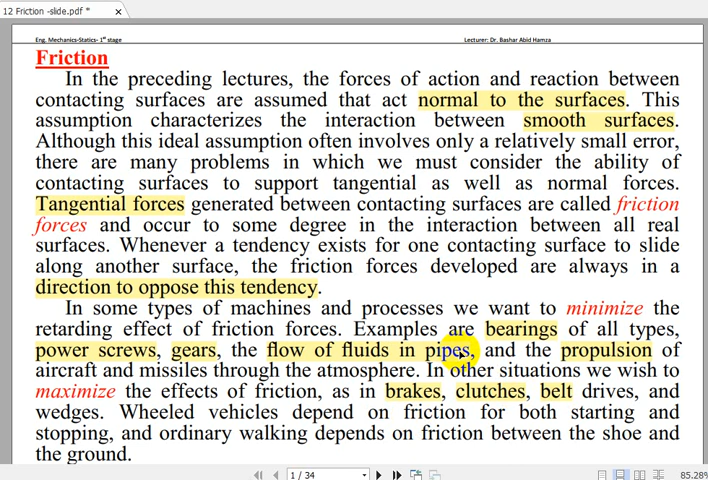 12 Friction -slide.pdf * ×
Eng. Mechanics-Statics- 1st stage Lecturer: Dr. Bashar Abid Hamza
Friction
In the preceding lectures, the forces of action and reaction between
contacting surfaces are assumed that act normal to the surfaces. This
assumption characterizes the interaction between smooth surfaces.
Although this ideal assumption often involves only a relatively small error,
there are many problems in which we must consider the ability of
contacting surfaces to support tangential as well as normal forces.
Tangential forces generated between contacting surfaces are called friction
forces and occur to some degree in the interaction between all real
surfaces. Whenever a tendency exists for one contacting surface to slide
along another surface, the friction forces developed are always in a
direction to oppose this tendency.
In some types of machines and processes we want to minimize the
retarding effect of friction forces. Examples are bearings of all types,
power screws, gears, the flow of fluids in pipes, and the propulsion of
aircraft and missiles through the atmosphere. In other situations we wish to
maximize the effects of friction, as in brakes, clutches, belt drives, and
wedges. Wheeled vehicles depend on friction for both starting and
stopping, and ordinary walking depends on friction between the shoe and
the ground.
1 / 34 85.28%